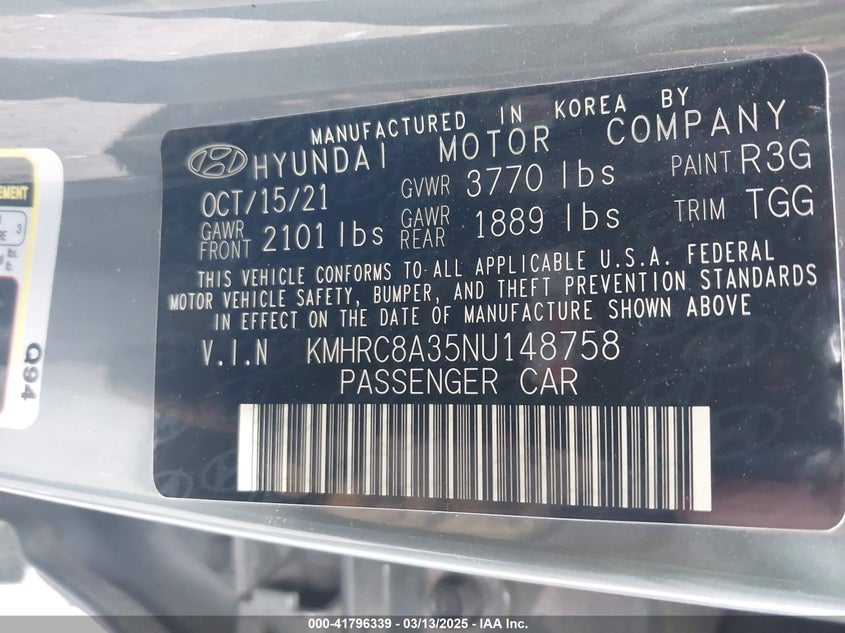 MANUFACTURED IN KOREA BY
HYUNDAI MOTOR COMPANY
OCT/15/21 GVWR 3770 lbs PAINT R3G
GAWR FRONT 2101 lbs GAWR REAR 1889 lbs TRIM TGG
THIS VEHICLE CONFORMS TO ALL APPLICABLE U.S.A. FEDERAL
MOTOR VEHICLE SAFETY, BUMPER, AND THEFT PREVENTION STANDARDS
IN EFFECT ON THE DATE OF MANUFACTURE SHOWN ABOVE
V.I.N KMHRC8A35NU148758
PASSENGER CAR
3
lbs.
Q94
000-41796339 - 03/13/2025 - IAA Inc.